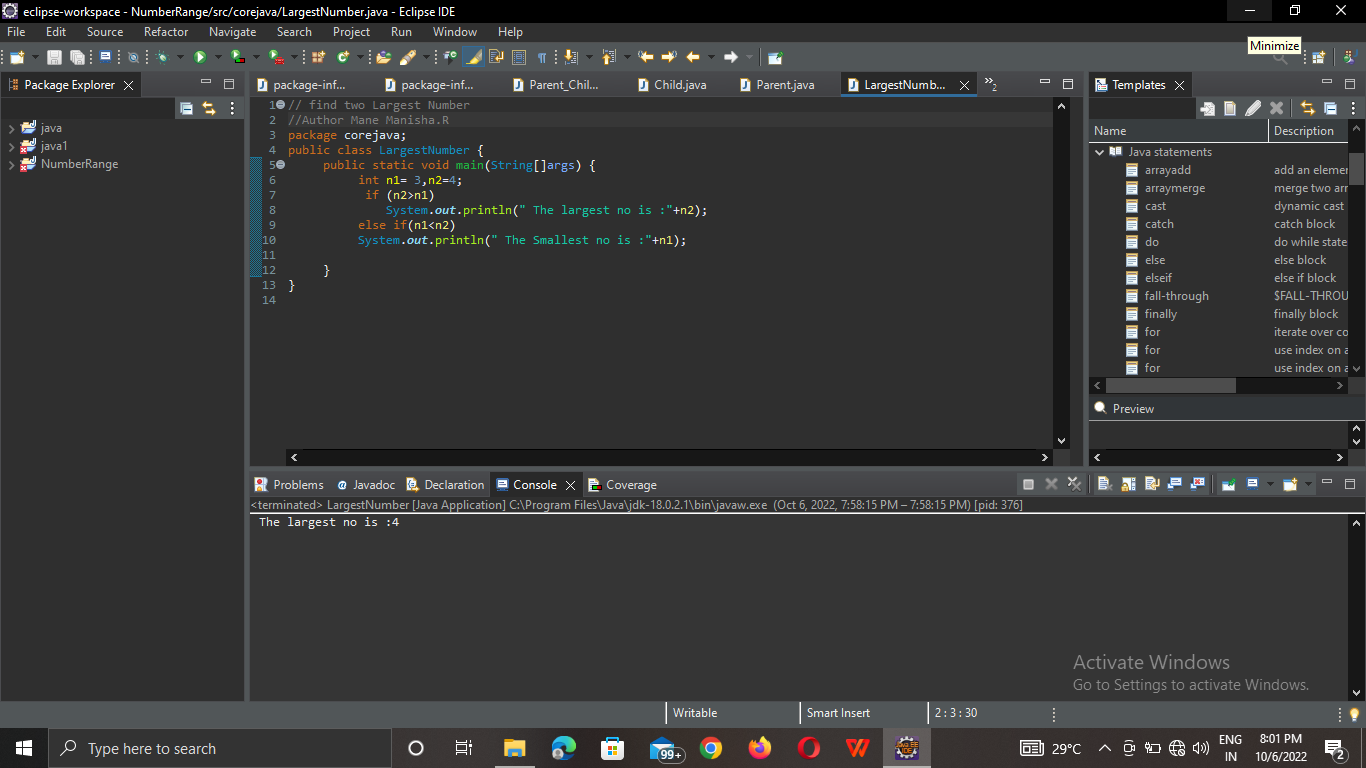 eclipse-workspace - NumberRange/src/corejava/LargestNumber.java - Eclipse IDE
File Edit Source Refactor Navigate Search Project Run Window Help
Minimize
Package Explorer
package-inf...
package-inf...
Parent_Chil...
Child.java
Parent.java
LargestNumb...
»2
Templates
java
java1
NumberRange
1 // find two Largest Number
2 //Author Mane Manisha.R
3 package corejava;
4 public class LargestNumber {
5 public static void main(String[]args) {
6 int n1= 3,n2=4;
7 if (n2>n1)
8 System.out.println(" The largest no is :"+n2);
9 else if(n1<n2)
10 System.out.println(" The Smallest no is :"+n1);
11
12 }
13 }
14
Name Description
Java statements
arrayadd add an elemer
arraymerge merge two arr
cast dynamic cast
catch catch block
do do while state
else else block
elseif else if block
fall-through $FALL-THROU
finally finally block
for iterate over co
for use index on a
for use index on a
Preview
Problems @ Javadoc Declaration Console Coverage
<terminated> LargestNumber [Java Application] C:\Program Files\Java\jdk-18.0.2.1\bin\javaw.exe (Oct 6, 2022, 7:58:15 PM – 7:58:15 PM) [pid: 376]
The largest no is :4
Activate Windows
Go to Settings to activate Windows.
Writable Smart Insert 2 : 3 : 30
Type here to search
99+
JAVA EE
IDE
29°C
ENG
IN
8:01 PM
10/6/2022
2